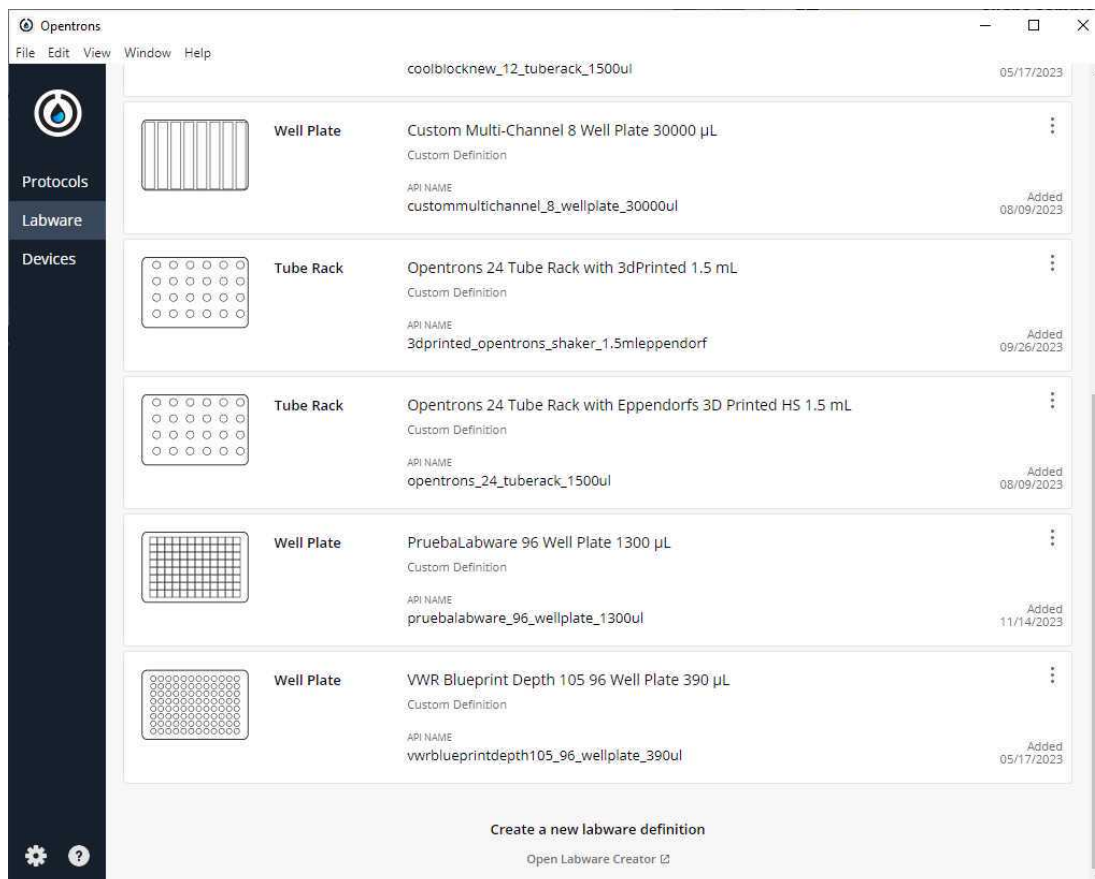 Opentrons
File Edit View Window Help
coolblocknew_12_tuberack_1500ul
05/17/2023
Protocols
Labware
Devices
Well Plate
Custom Multi-Channel 8 Well Plate 30000 µL
Custom Definition
API NAME
custommultichannel_8_wellplate_30000ul
Added
08/09/2023
Tube Rack
Opentrons 24 Tube Rack with 3dPrinted 1.5 mL
Custom Definition
API NAME
3dprinted_opentrons_shaker_1.5mleppendorf
Added
09/26/2023
Tube Rack
Opentrons 24 Tube Rack with Eppendorfs 3D Printed HS 1.5 mL
Custom Definition
API NAME
opentrons_24_tuberack_1500ul
Added
08/09/2023
Well Plate
PruebaLabware 96 Well Plate 1300 µL
Custom Definition
API NAME
pruebalabware_96_wellplate_1300ul
Added
11/14/2023
Well Plate
VWR Blueprint Depth 105 96 Well Plate 390 µL
Custom Definition
API NAME
vwrblueprintdepth105_96_wellplate_390ul
Added
05/17/2023
Create a new labware definition
Open Labware Creator
?